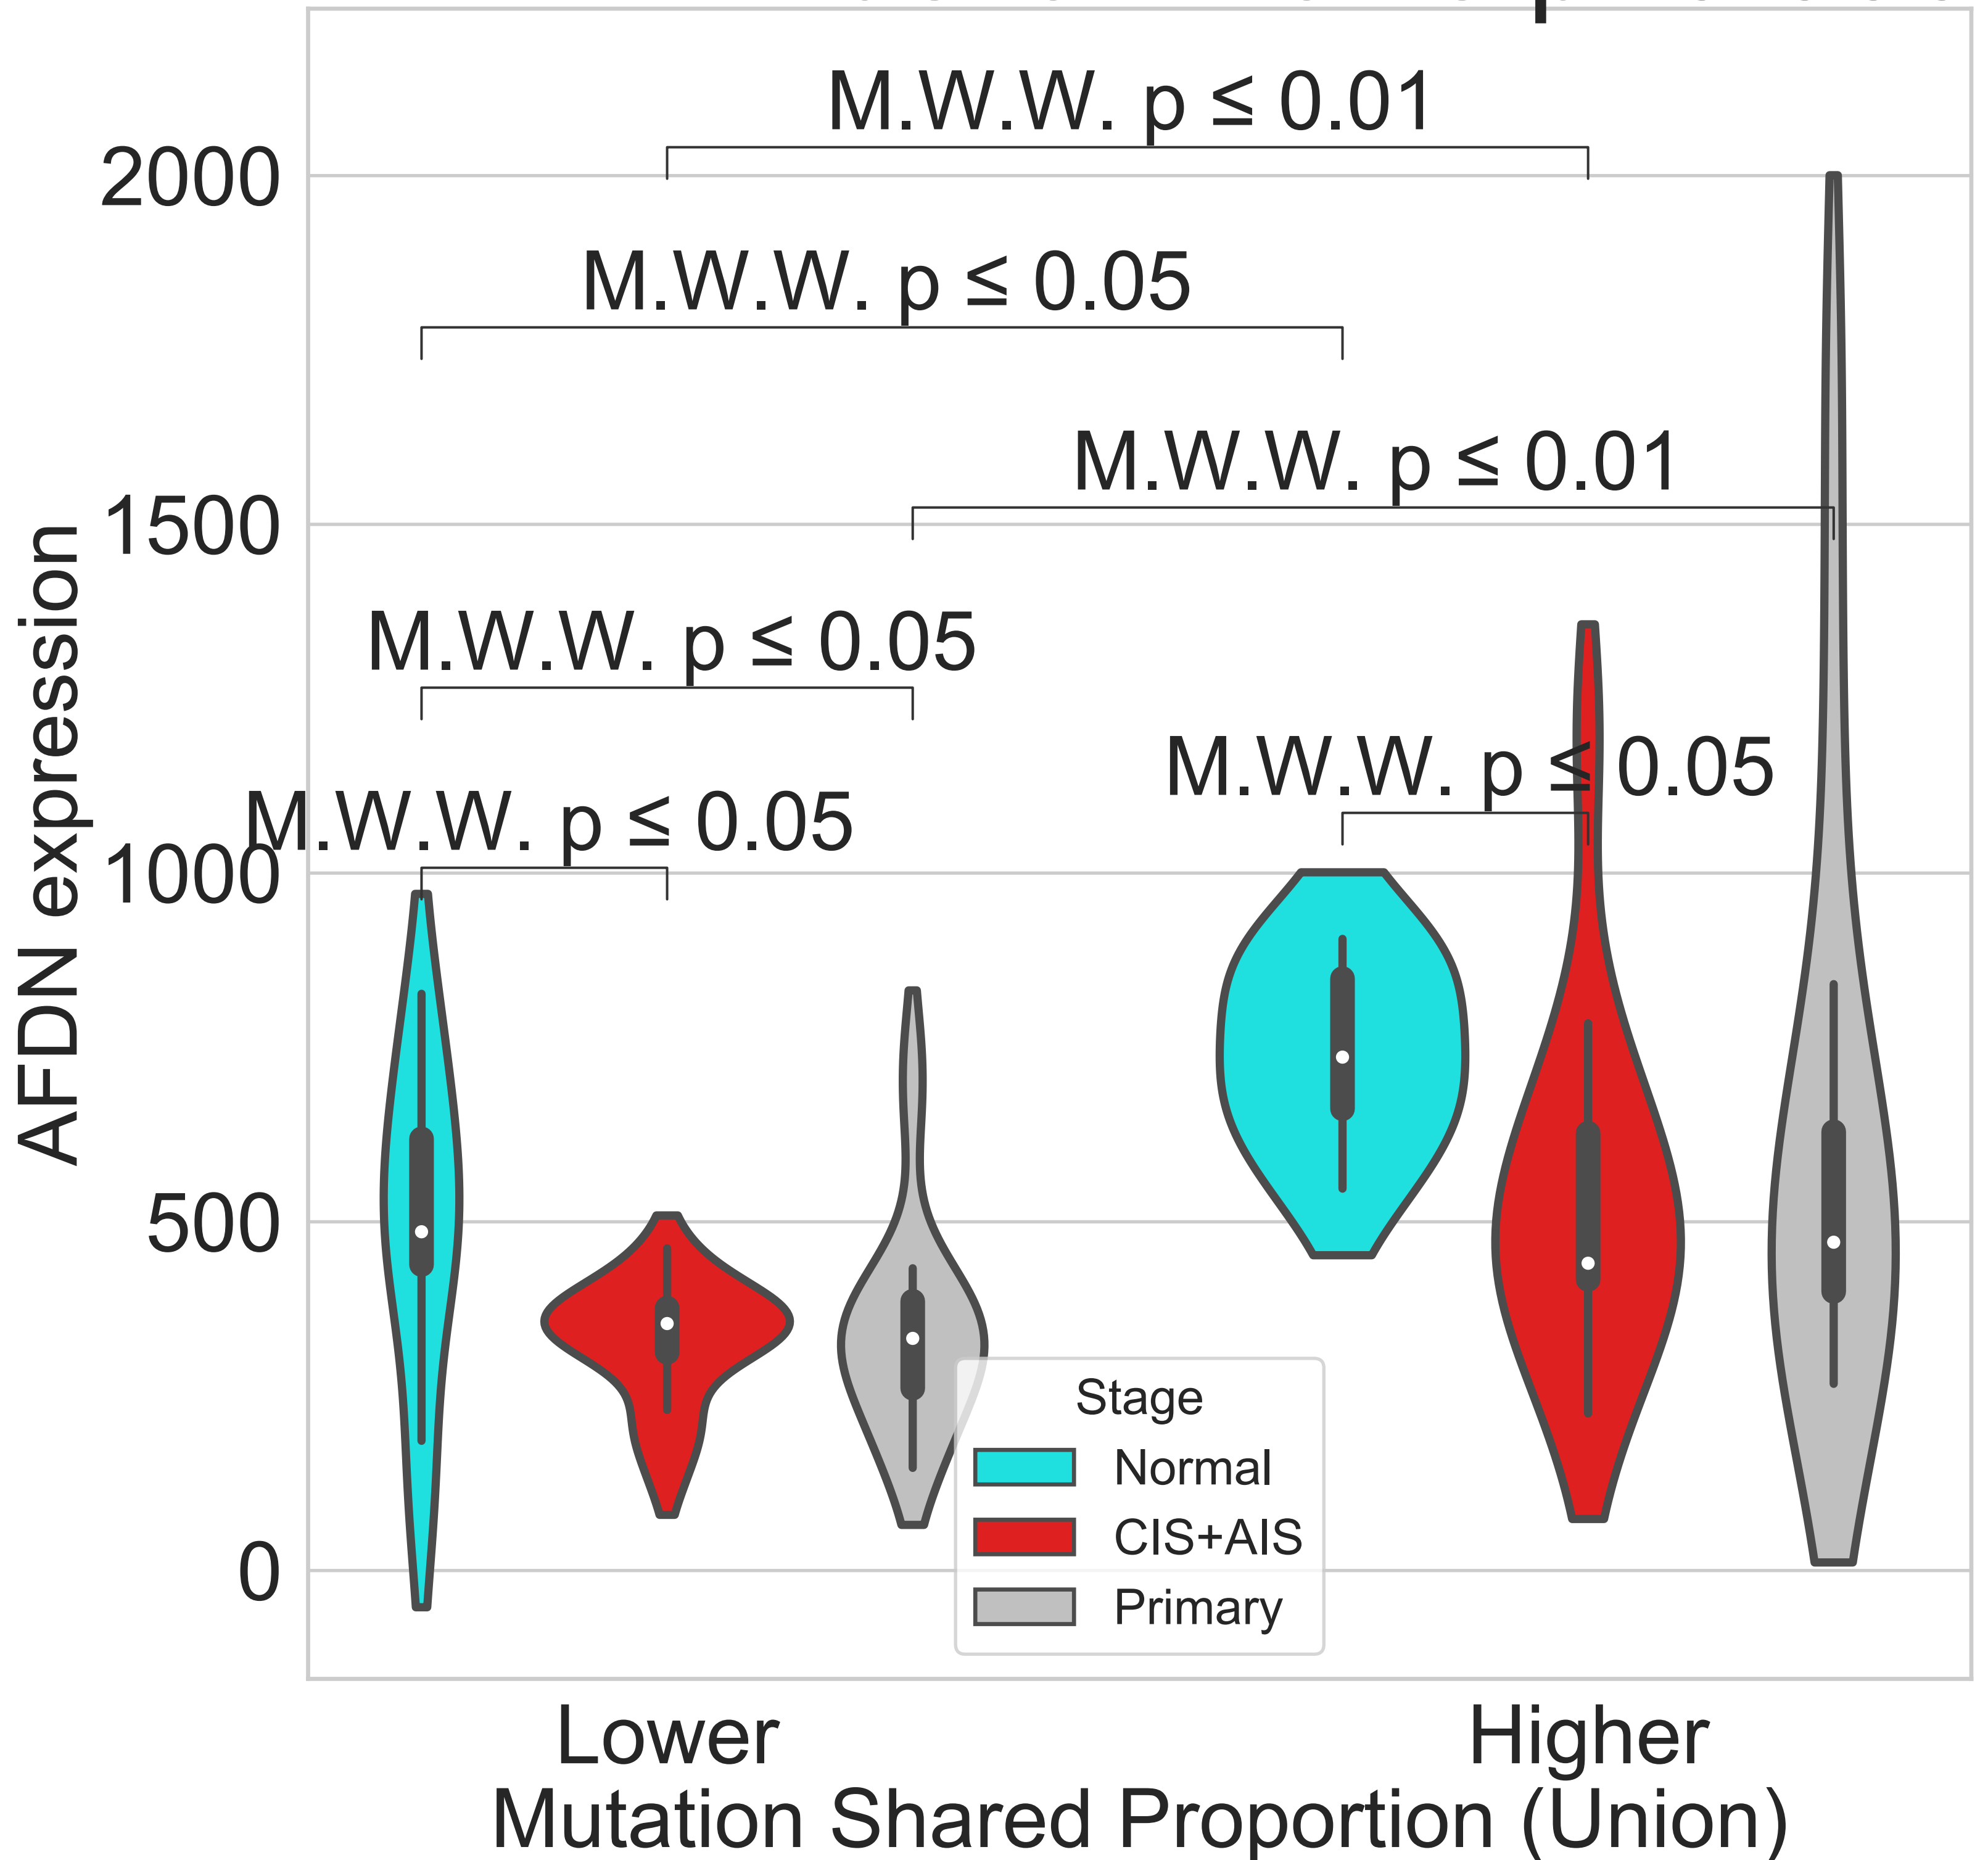 M.W.W. p ≤ 0.01
2000
M.W.W. p ≤ 0.05
M.W.W. p ≤ 0.01
1500
M.W.W. p ≤ 0.05
M.W.W. p ≤ 0.05
M.W.W. p ≤ 0.05
1000
AFDN expression
500
0
Stage
Normal
CIS+AIS
Primary
Lower
Higher
Mutation Shared Proportion (Union)